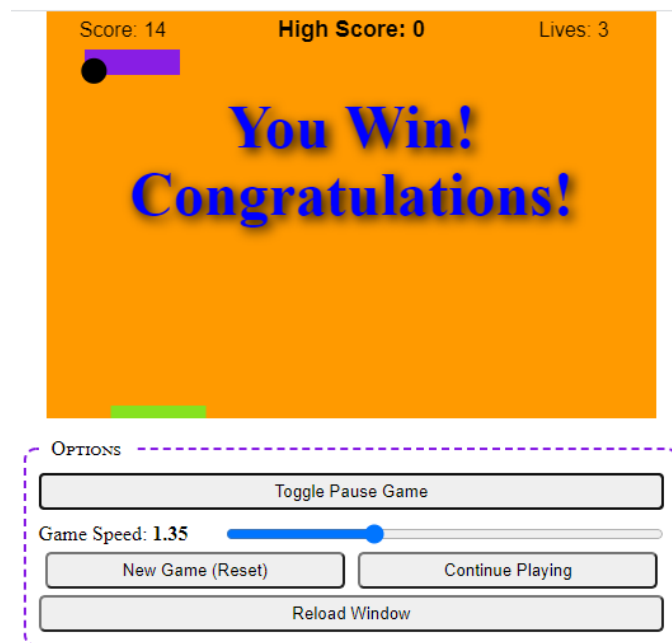 Score: 14 High Score: 0 Lives: 3
You Win!
Congratulations!
Options
Toggle Pause Game
Game Speed: 1.35
New Game (Reset) Continue Playing
Reload Window